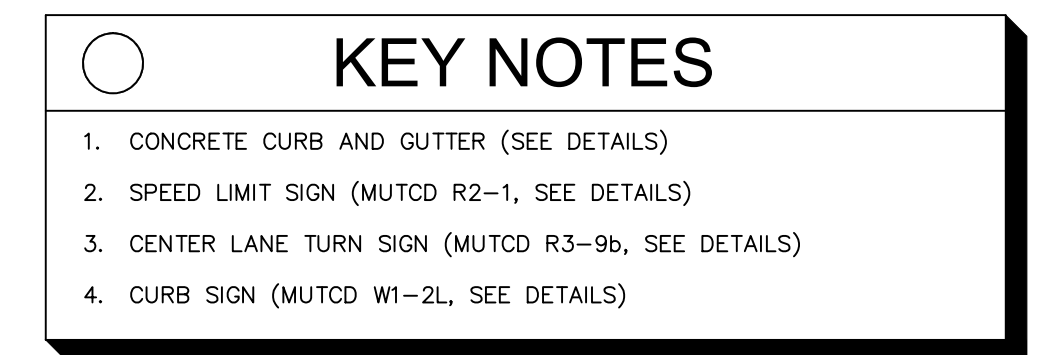 KEY NOTES
1. CONCRETE CURB AND GUTTER (SEE DETAILS)
2. SPEED LIMIT SIGN (MUTCD R2-1, SEE DETAILS)
3. CENTER LANE TURN SIGN (MUTCD R3-9b, SEE DETAILS)
4. CURB SIGN (MUTCD W1-2L, SEE DETAILS)